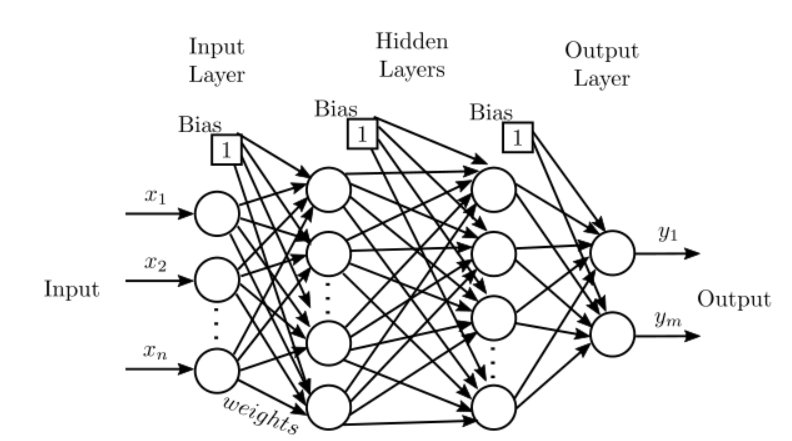 Input
Layer
Hidden
Layers
Output
Layer
Bias
1
Bias
1
Bias
1
x₁
x₂
xₙ
Input
weights
y₁
yₘ
Output